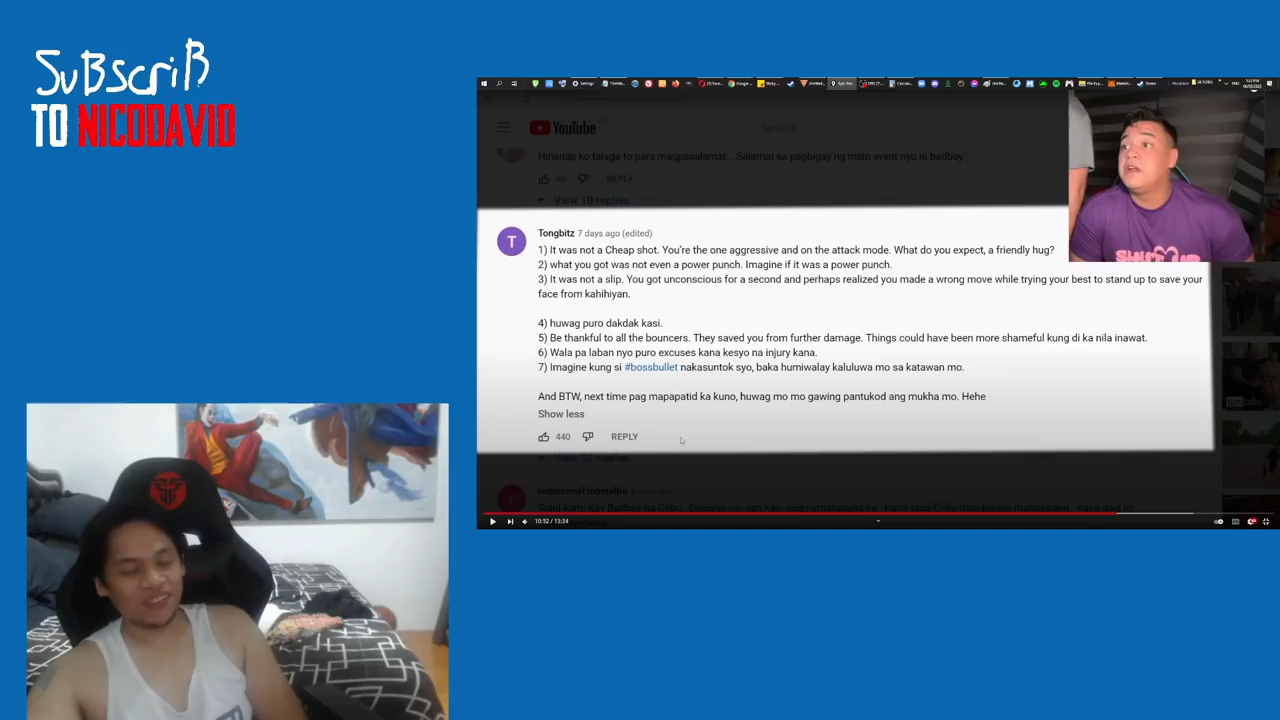 SuBscriB
TO NICODAVID
YouTube
Search
Hinanap ko talaga to para magpasalamat .. Salamat sa pagbigay ng main event nyo ni badboy
REPLY
View 10 replies
T
Tongbitz 7 days ago (edited)
1) It was not a Cheap shot. You're the one aggressive and on the attack mode. What do you expect, a friendly hug?
2) what you got was not even a power punch. Imagine if it was a power punch.
3) It was not a slip. You got unconscious for a second and perhaps realized you made a wrong move while trying your best to stand up to save your
face from kahihiyan.
4) huwag puro dakdak kasi.
5) Be thankful to all the bouncers. They saved you from further damage. Things could have been more shameful kung di ka nila inawat.
6) Wala pa laban nyo puro excuses kana kesyo na injury kana.
7) Imagine kung si #bossbullet nakasuntok syo, baka humiwalay kaluluwa mo sa katawan mo.
And BTW, next time pag mapapatid ka kuno, huwag mo mo gawing pantukod ang mukha mo. Hehe
Show less
440 REPLY
10:52 / 13:34